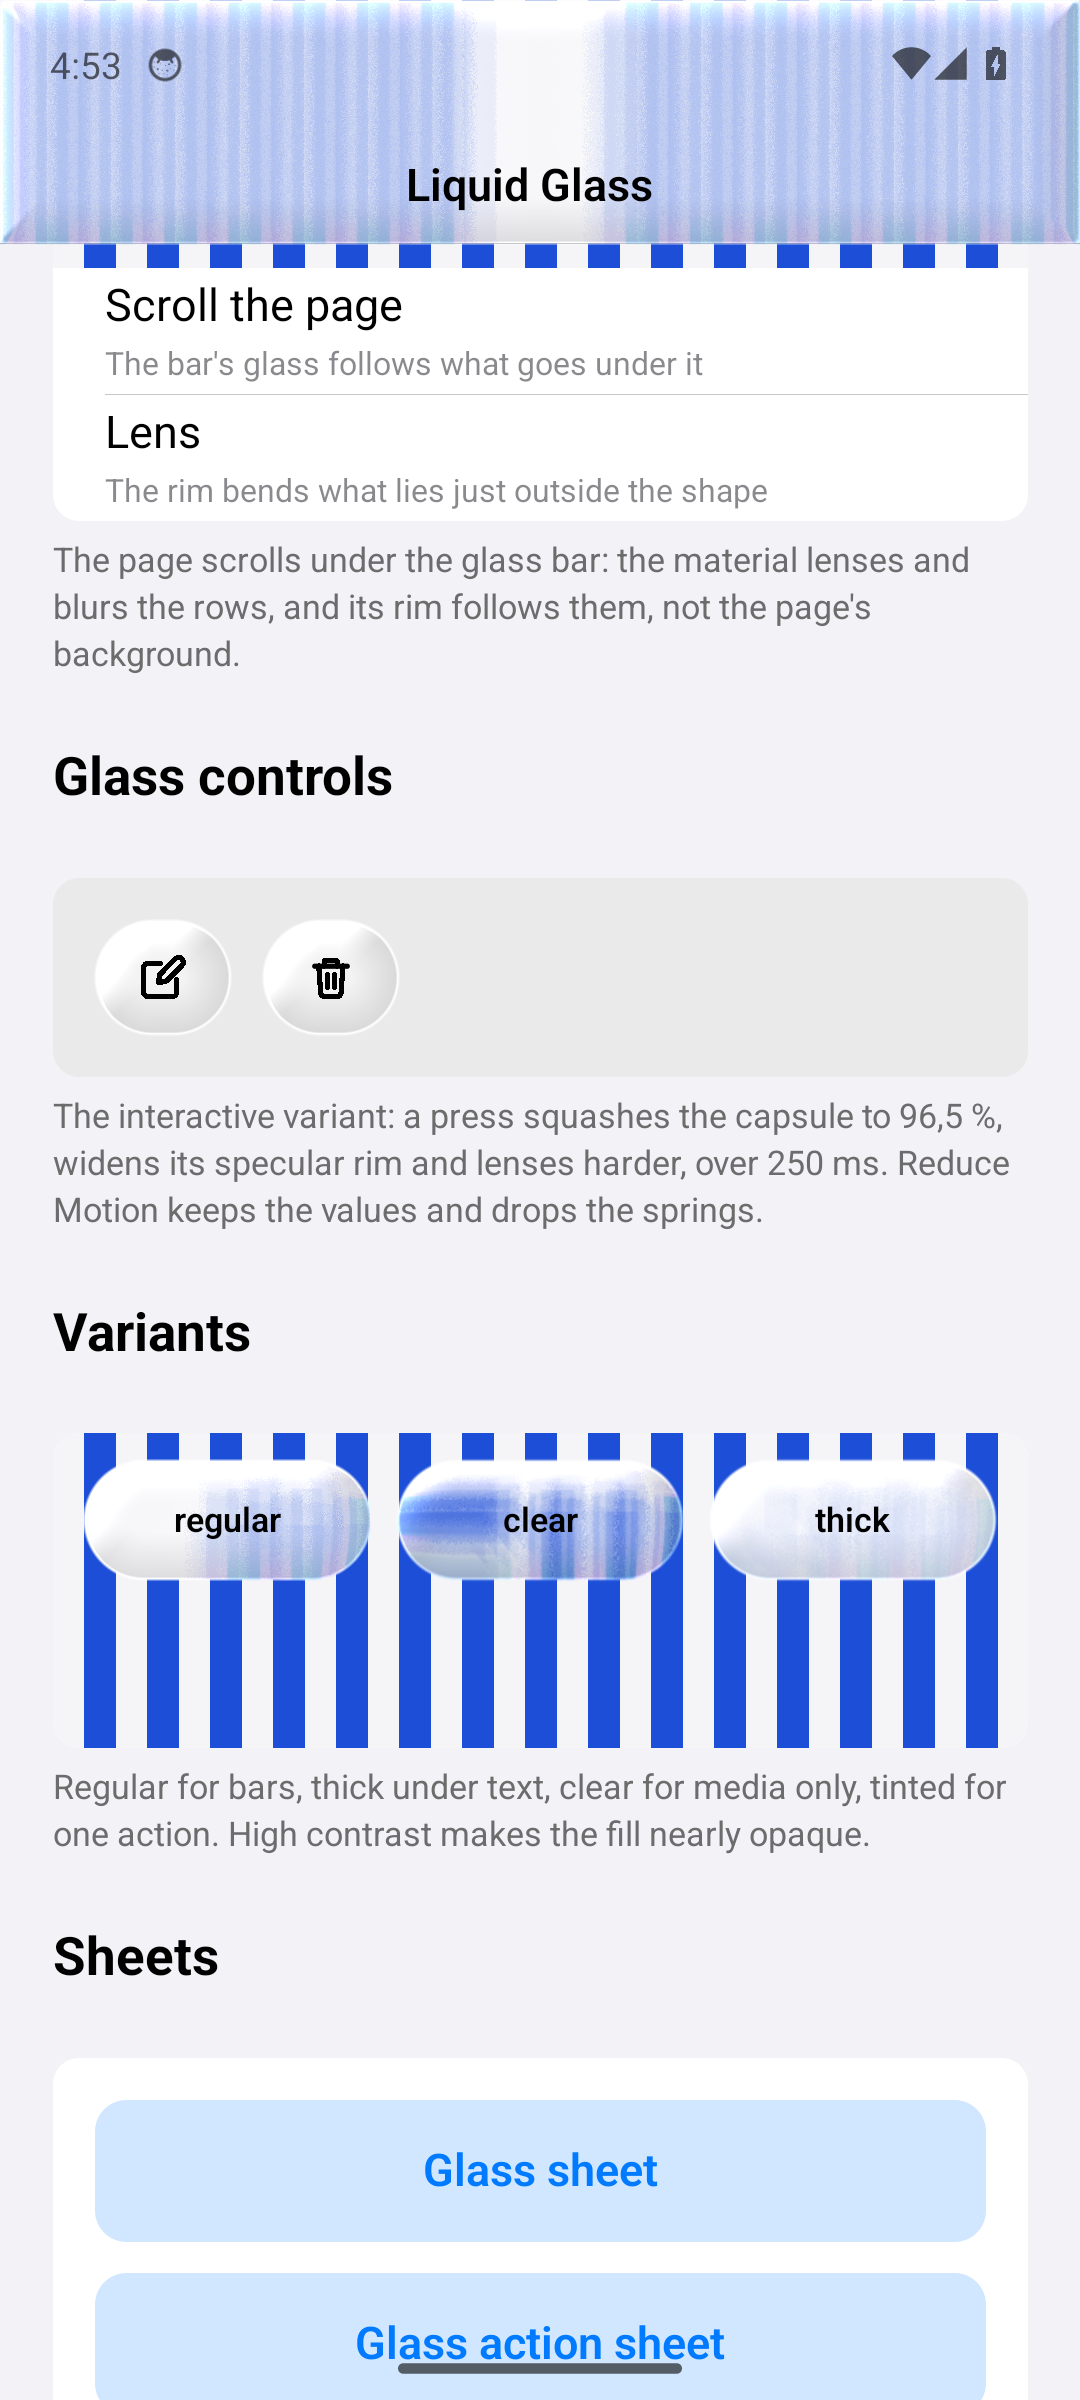 4:53
Liquid Glass
Scroll the page
The bar's glass follows what goes under it
Lens
The rim bends what lies just outside the shape
The page scrolls under the glass bar: the material lenses and
blurs the rows, and its rim follows them, not the page's
background.
Glass controls
The interactive variant: a press squashes the capsule to 96,5 %,
widens its specular rim and lenses harder, over 250 ms. Reduce
Motion keeps the values and drops the springs.
Variants
regular
clear
thick
Regular for bars, thick under text, clear for media only, tinted for
one action. High contrast makes the fill nearly opaque.
Sheets
Glass sheet
Glass action sheet